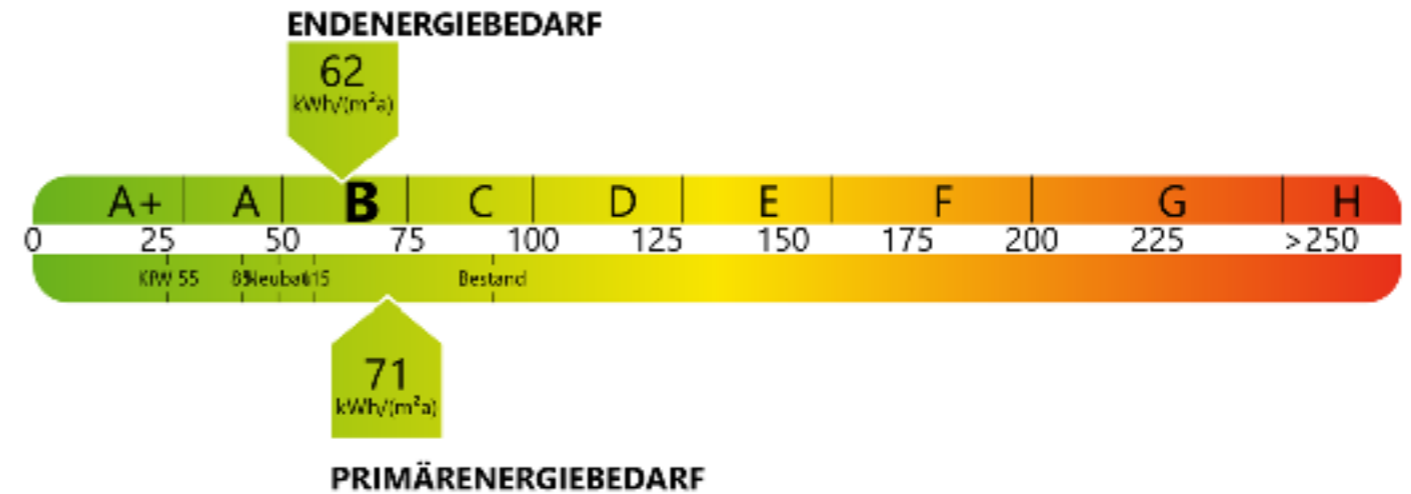 ENDENERGIEBEDARF
62
kWh/(m²a)
A+ A B C D E F G H
0 25 50 75 100 125 150 175 200 225 >250
KfW 55 Bestand
71
kWh/(m²a)
PRIMÄRENERGIEBEDARF